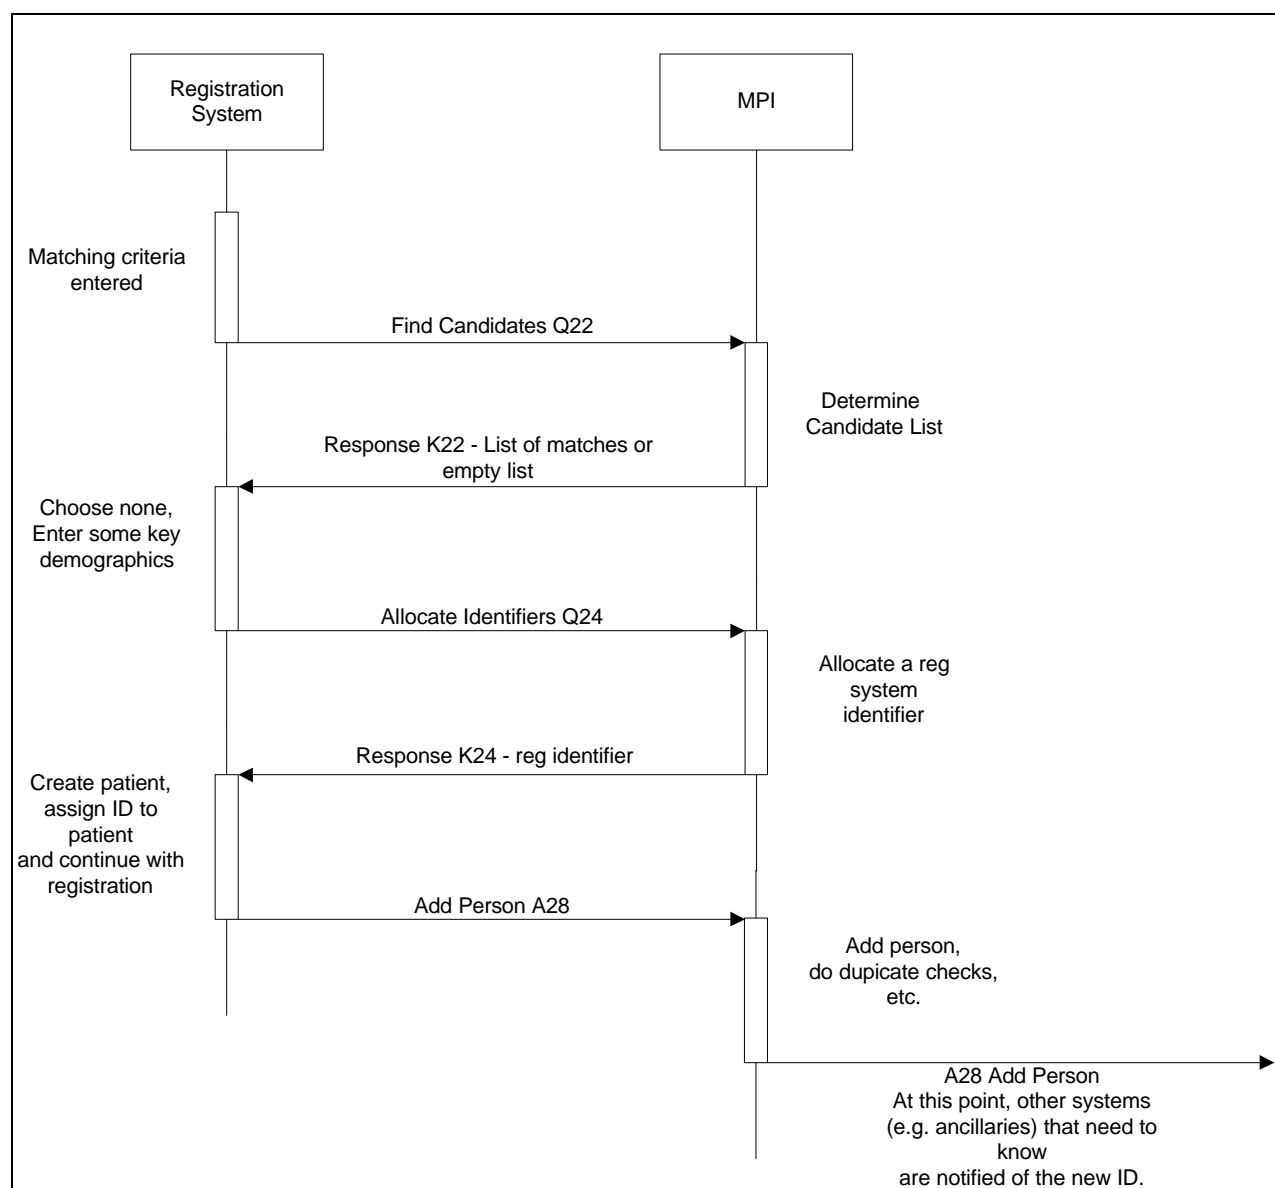 Registration
System
MPI
Matching criteria
entered
Find Candidates Q22
Determine
Candidate List
Response K22 - List of matches or
empty list
Choose none,
Enter some key
demographics
Allocate Identifiers Q24
Allocate a reg
system
identifier
Response K24 - reg identifier
Create patient,
assign ID to
patient
and continue with
registration
Add Person A28
Add person,
do dupicate checks,
etc.
A28 Add Person
At this point, other systems
(e.g. ancillaries) that need to
know
are notified of the new ID.